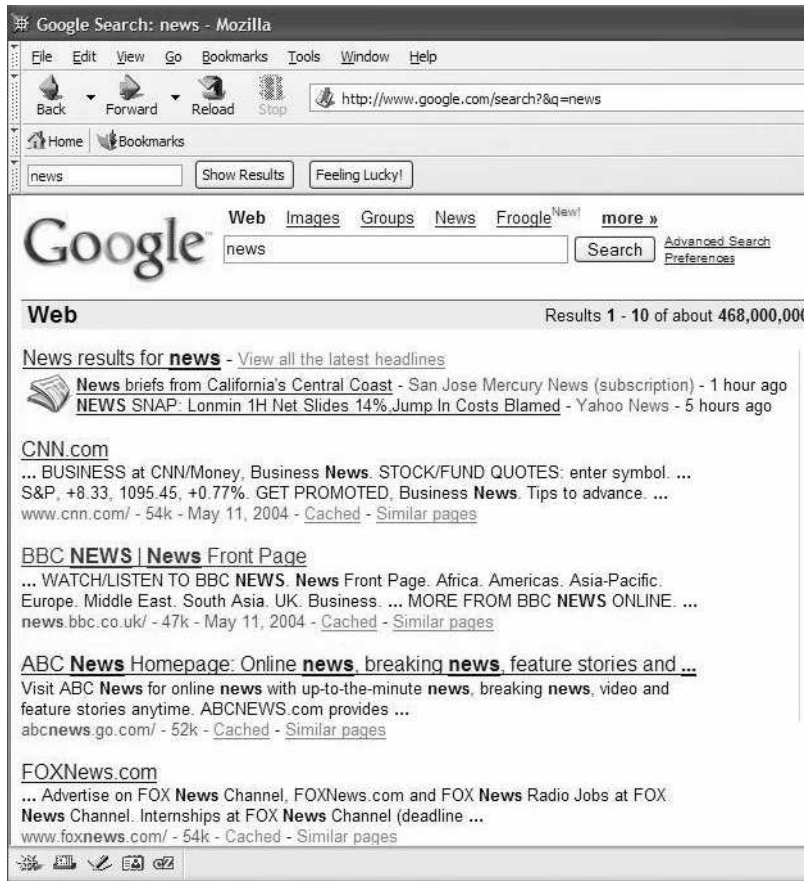 Google Search: news - Mozilla
File Edit View Go Bookmarks Tools Window Help
Back Forward Reload Stop http://www.google.com/search?&q=news
Home Bookmarks
news Show Results Feeling Lucky!
Web Images Groups News Froogle New! more »
Google news Search Advanced Search
Preferences
Web Results 1 - 10 of about 468,000,000
News results for news - View all the latest headlines
News briefs from California's Central Coast - San Jose Mercury News (subscription) - 1 hour ago
NEWS SNAP: Lonmin 1H Net Slides 14%,Jump In Costs Blamed - Yahoo News - 5 hours ago
CNN.com
... BUSINESS at CNN/Money, Business News. STOCK/FUND QUOTES: enter symbol. ...
S&P, +8.33, 1095.45, +0.77%. GET PROMOTED, Business News. Tips to advance. ...
www.cnn.com/ - 54k - May 11, 2004 - Cached - Similar pages
BBC NEWS | News Front Page
... WATCH/LISTEN TO BBC NEWS. News Front Page. Africa. Americas. Asia-Pacific.
Europe. Middle East. South Asia. UK. Business. ... MORE FROM BBC NEWS ONLINE. ...
news.bbc.co.uk/ - 47k - May 11, 2004 - Cached - Similar pages
ABC News Homepage: Online news, breaking news, feature stories and ...
Visit ABC News for online news with up-to-the-minute news, breaking news, video and
feature stories anytime. ABCNEWS.com provides ...
abcnews.go.com/ - 52k - Cached - Similar pages
FOXNews.com
... Advertise on FOX News Channel, FOXNews.com and FOX News Radio Jobs at FOX
News Channel. Internships at FOX News Channel (deadline ...
www.foxnews.com/ - 54k - Cached - Similar pages